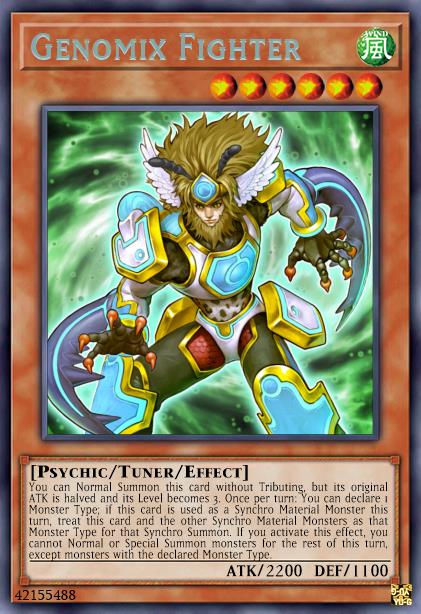 GENOMIX FIGHTER
WIND
風
[PSYCHIC/TUNER/EFFECT]
You can Normal Summon this card without Tributing, but its original
ATK is halved and its Level becomes 3. Once per turn: You can declare 1
Monster Type; if this card is used as a Synchro Material Monster this
turn, treat this card and the other Synchro Material Monsters as that
Monster Type for that Synchro Summon. If you activate this effect, you
cannot Normal or Special Summon monsters for the rest of this turn,
except monsters with the declared Monster Type.
ATK/2200 DEF/1100
42155488